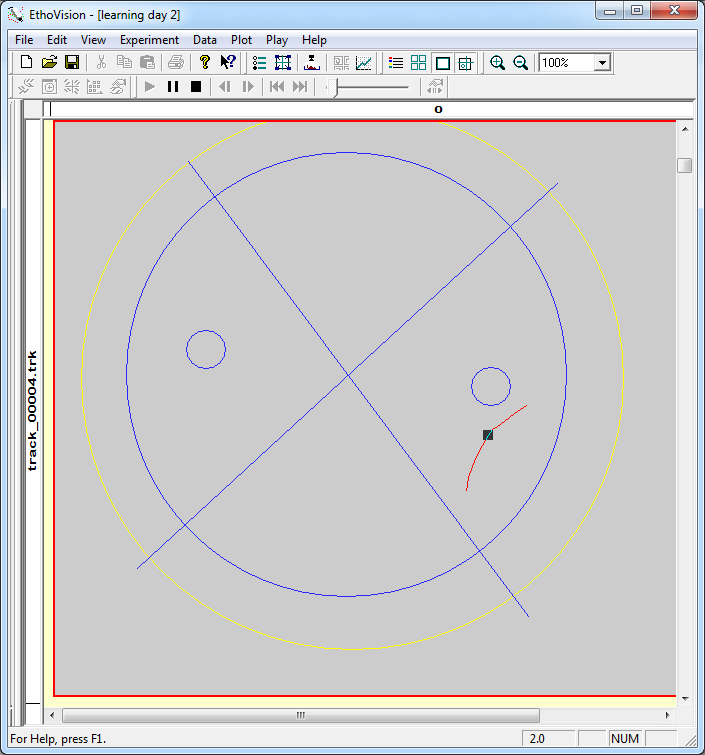 EthoVision - [learning day 2]
File Edit View Experiment Data Plot Play Help
100%
o
track_00004.trk
For Help, press F1.
2.0
NUM